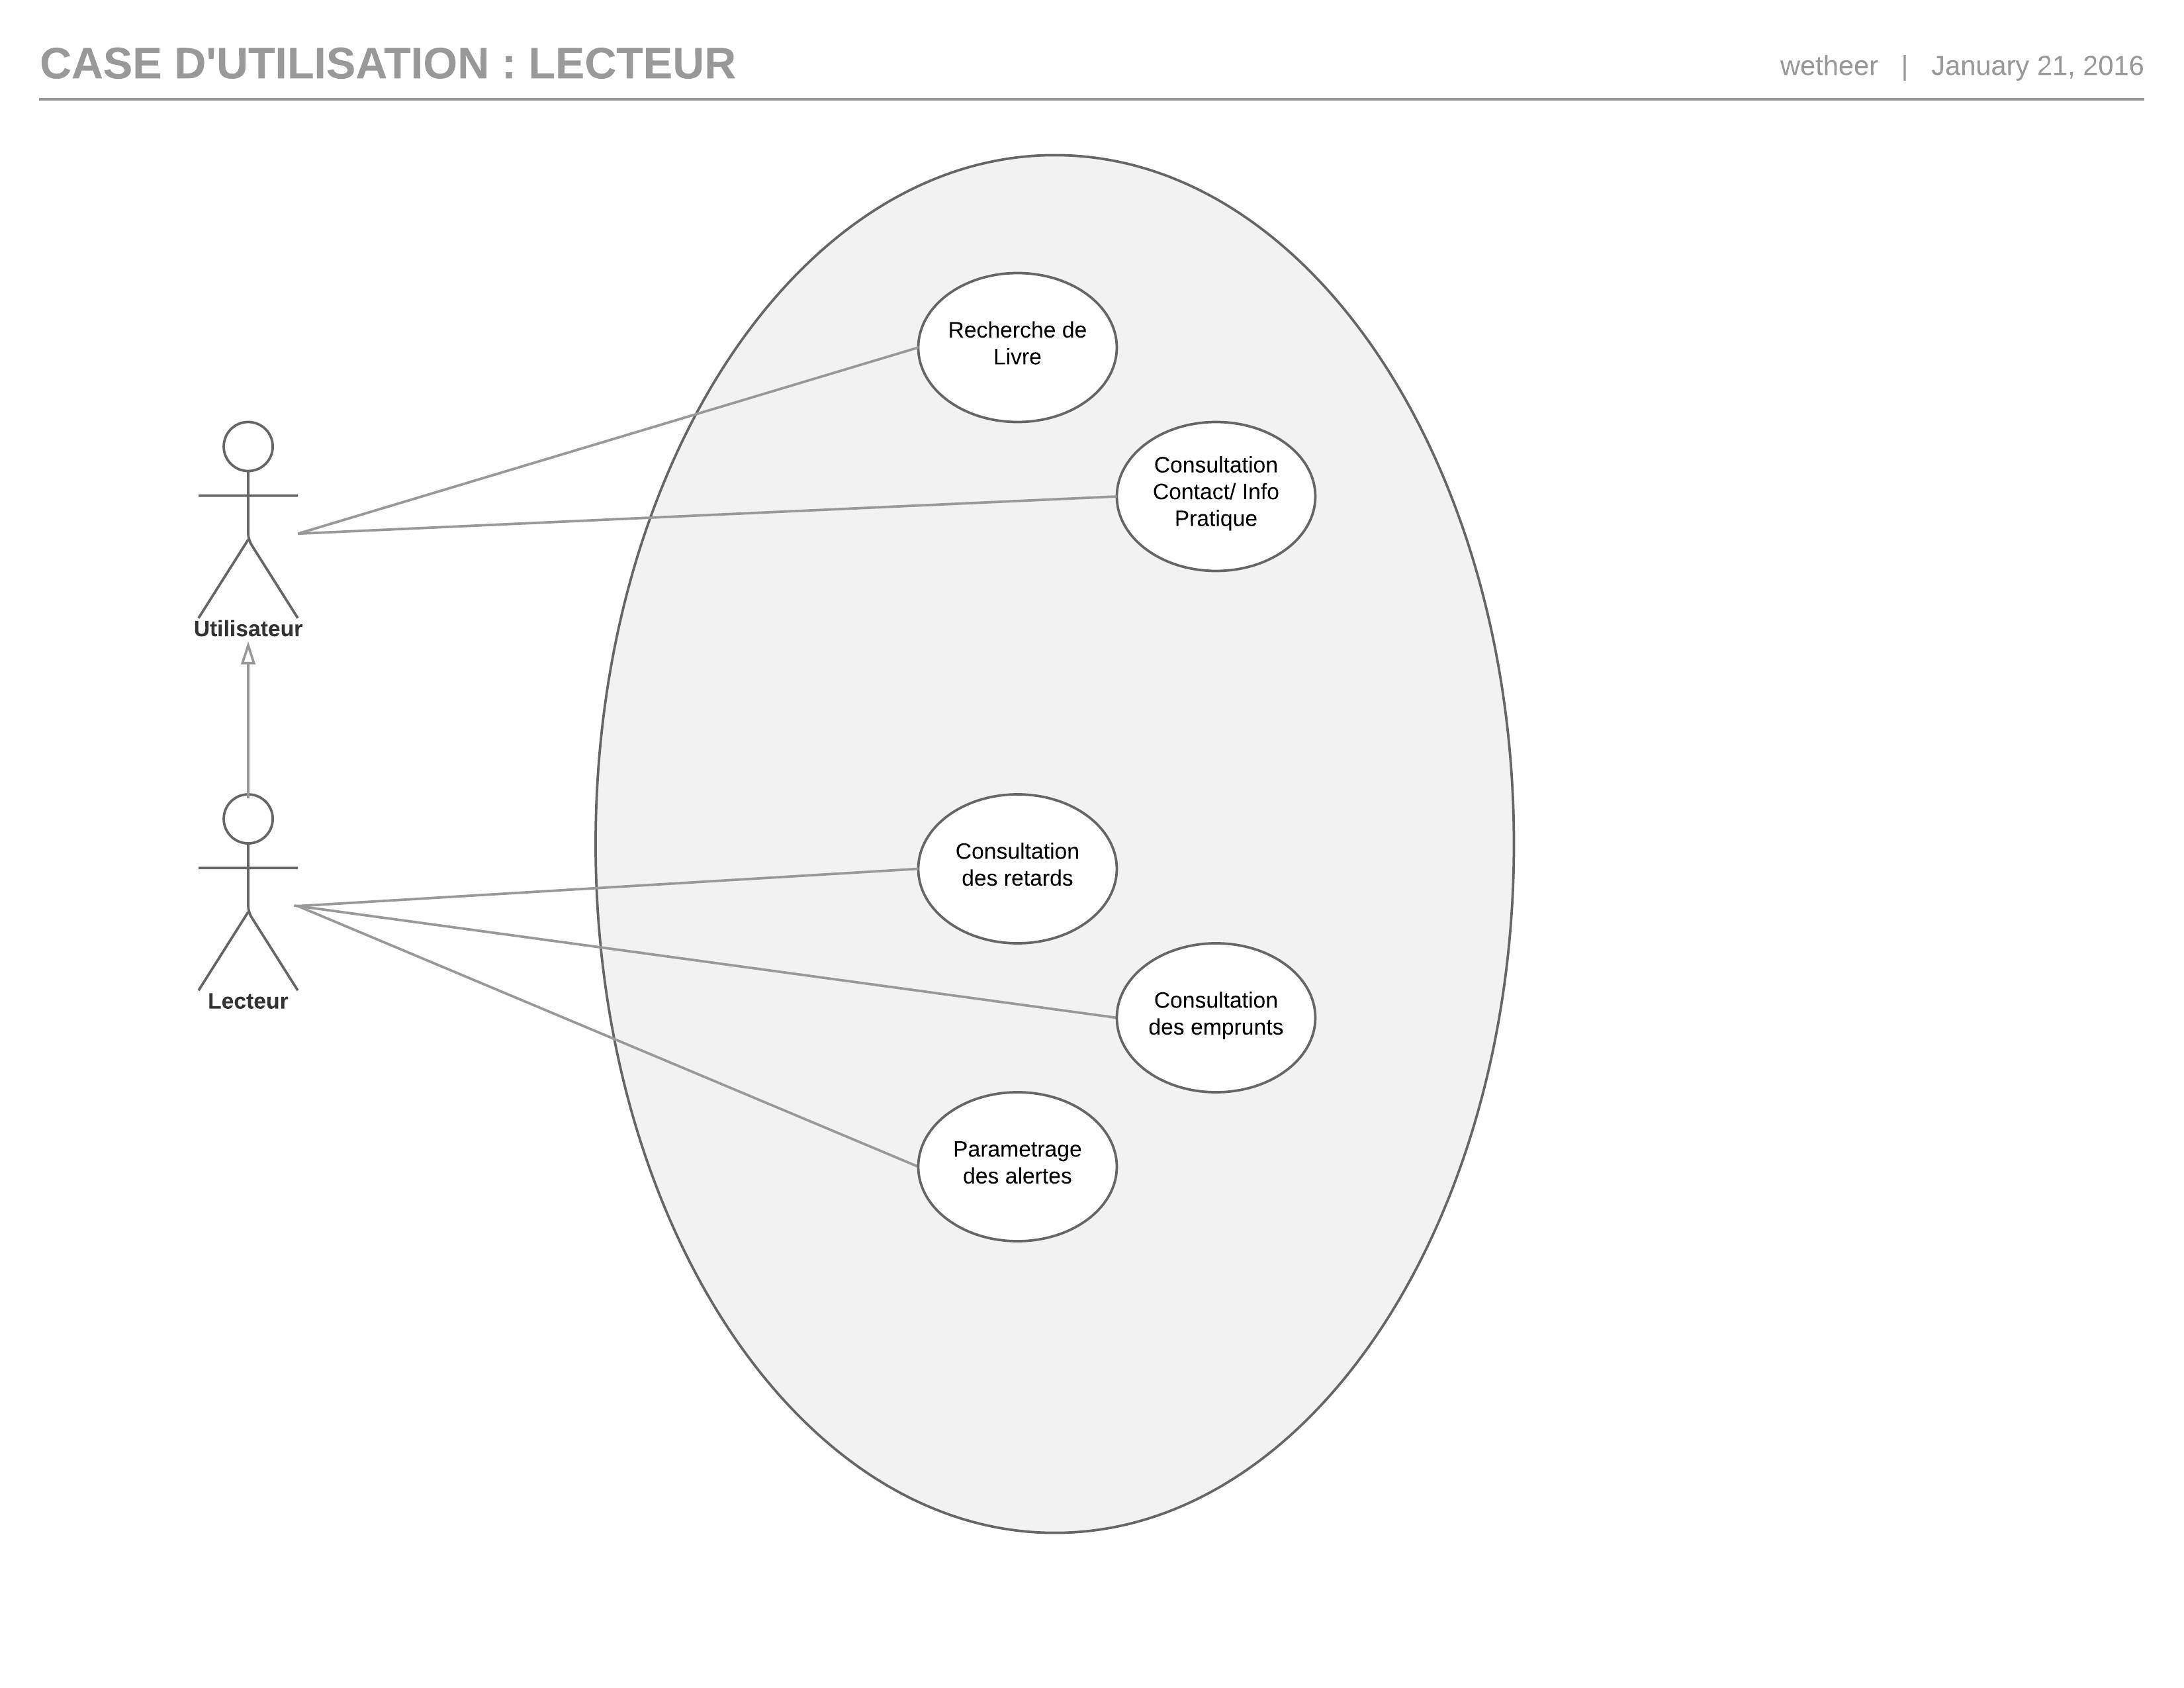 CASE D'UTILISATION : LECTEUR
wetheer | January 21, 2016
Recherche de
Livre
Consultation
Contact/ Info
Pratique
Utilisateur
Consultation
des retards
Lecteur
Consultation
des emprunts
Parametrage
des alertes